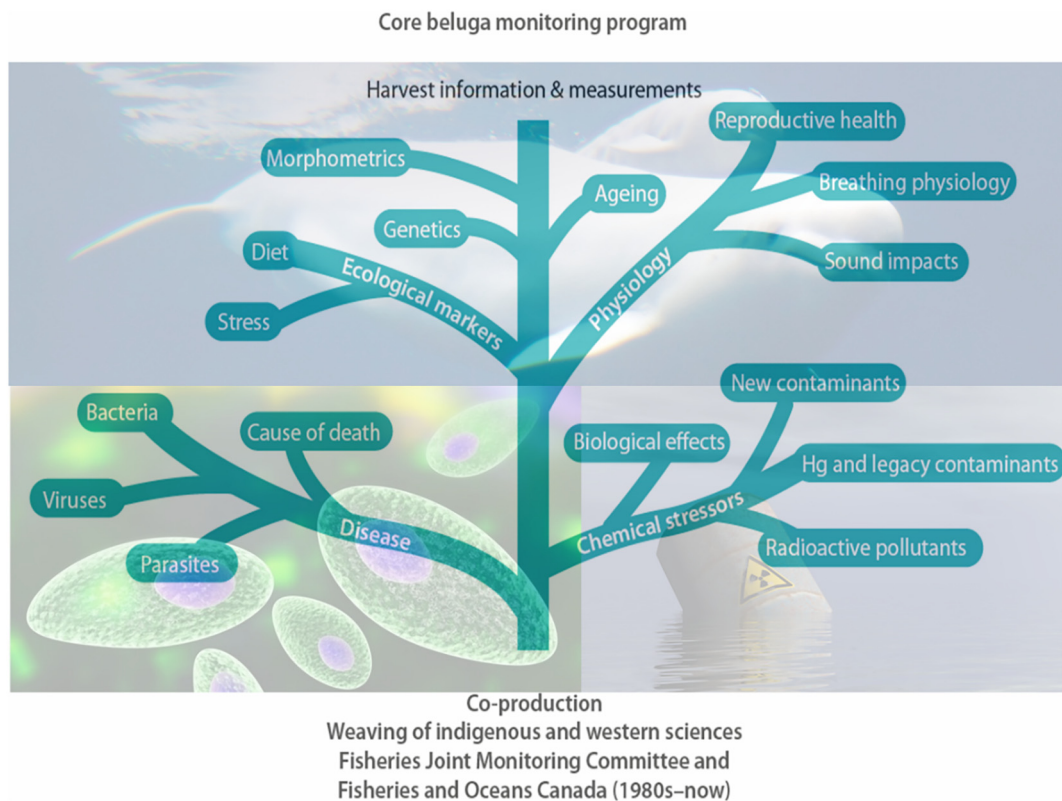 Core beluga monitoring program
Harvest information & measurements
Reproductive health
Morphometrics
Breathing physiology
Ageing
Genetics
Diet
Ecological markers
Physiology
Sound impacts
Stress
New contaminants
Bacteria
Cause of death
Biological effects
Hg and legacy contaminants
Viruses
Disease
Chemical stressors
Radioactive pollutants
Parasites
Co-production
Weaving of indigenous and western sciences
Fisheries Joint Monitoring Committee and
Fisheries and Oceans Canada (1980s–now)